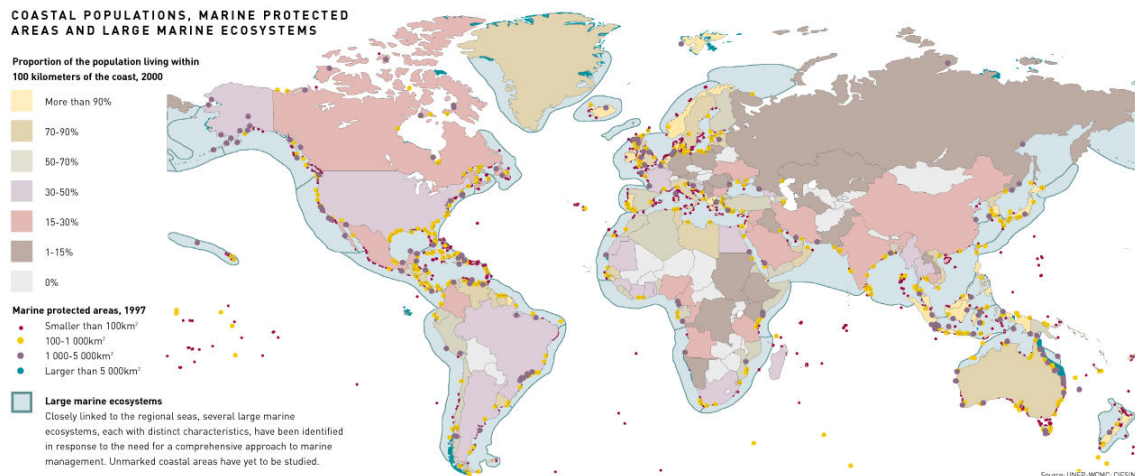 COASTAL POPULATIONS, MARINE PROTECTED
AREAS AND LARGE MARINE ECOSYSTEMS
Proportion of the population living within
100 kilometers of the coast, 2000
More than 90%
70-90%
50-70%
30-50%
15-30%
1-15%
0%
Marine protected areas, 1997
Smaller than 100km²
100-1 000km²
1 000-5 000km²
Larger than 5 000km²
Large marine ecosystems
Closely linked to the regional seas, several large marine
ecosystems, each with distinct characteristics, have been identified
in response to the need for a comprehensive approach to marine
management. Unmarked coastal areas have yet to be studied.
Source: UNEP-WCMC, CIESIN